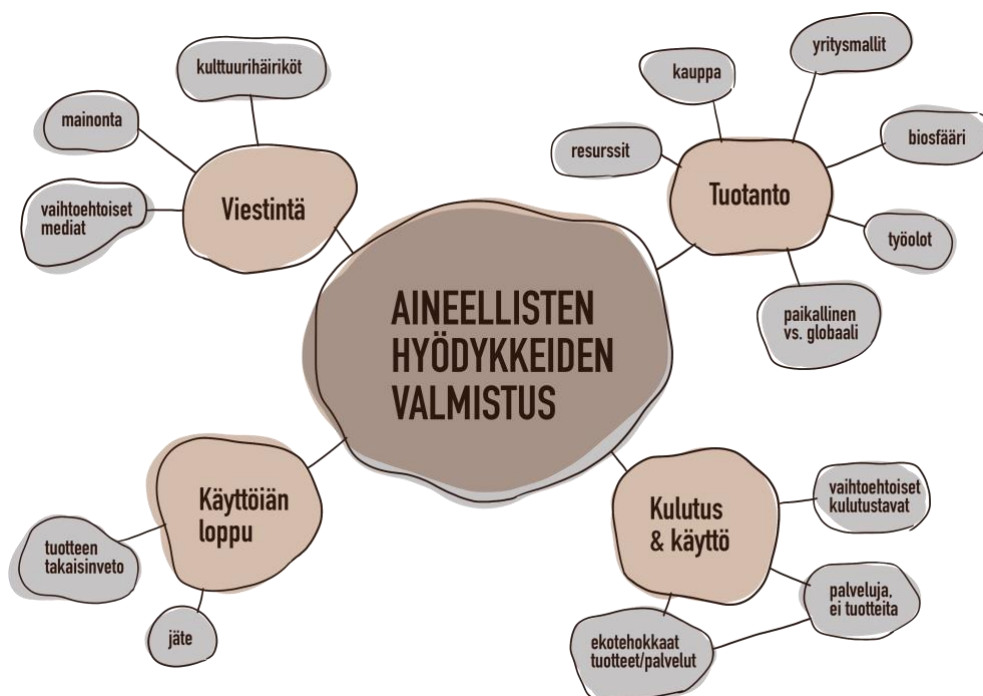 kulttuurihäiriköt
mainonta
vaihtoehtoiset
mediat
Viestintä
yritysmallit
kauppa
resurssit
biosfääri
Tuotanto
työolot
paikallinen
vs. globaali
AINEELLISTEN
HYÖDYKKEIDEN
VALMISTUS
Käyttöiän
loppu
tuotteen
takaisinveto
jäte
Kulutus
& käyttö
vaihtoehtoiset
kulutustavat
palveluja,
ei tuotteita
ekotehokkaat
tuotteet/palvelut